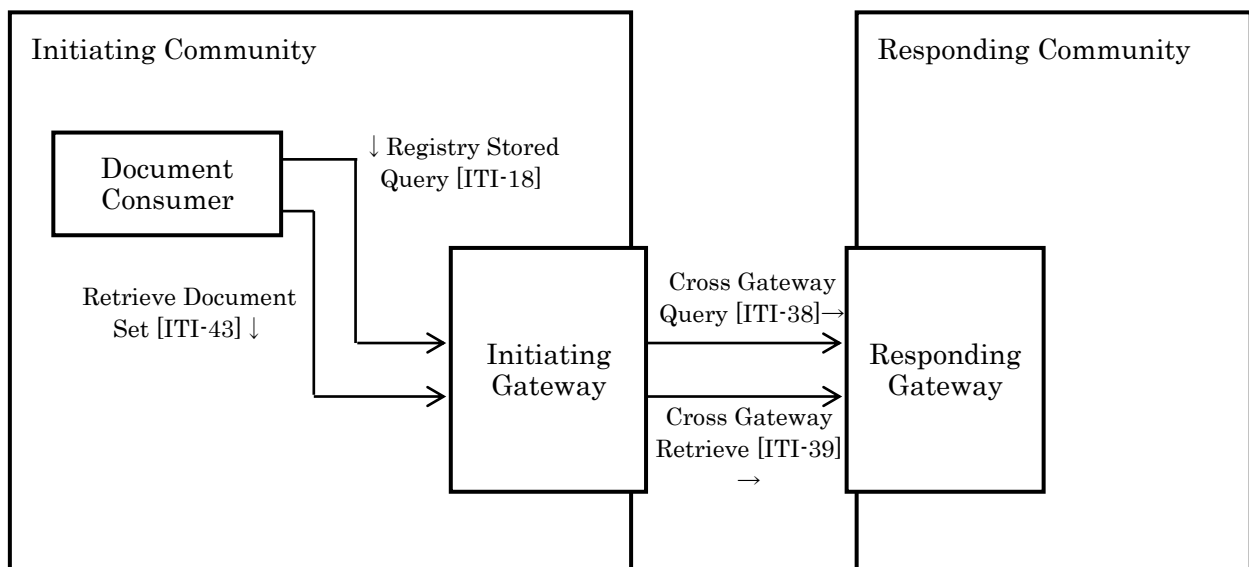 Initiating Community
Responding Community
Document
Consumer
↓ Registry Stored
Query [ITI-18]
Retrieve Document
Set [ITI-43] ↓
Initiating
Gateway
Cross Gateway
Query [ITI-38]→
Cross Gateway
Retrieve [ITI-39]
→
Responding
Gateway